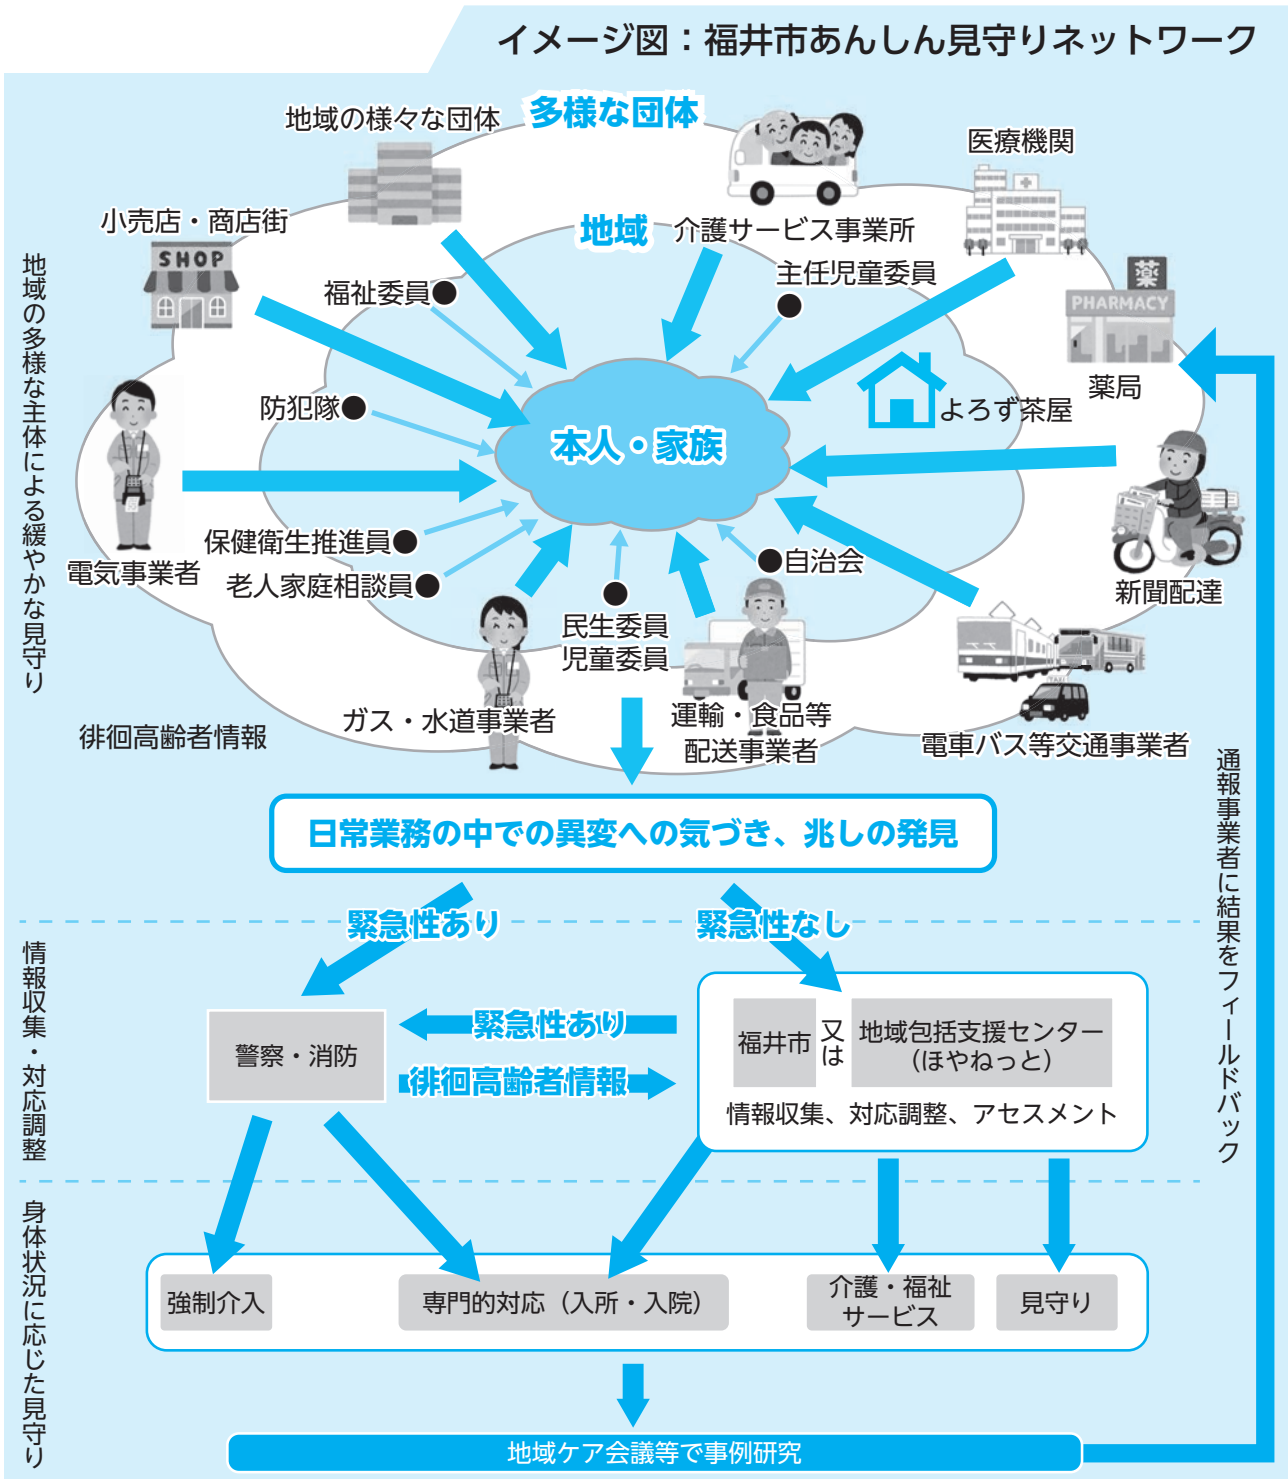 イメージ図：福井市あんしん見守りネットワーク
多様な団体
地域の様々な団体
医療機関
小売店・商店街
SHOP
地域
介護サービス事業所
主任児童委員
福祉委員●
薬
PHARMACY
薬局
防犯隊●
よろず茶屋
本人・家族
保健衛生推進員●
電気事業者
老人家庭相談員●
●自治会
新聞配達
民生委員
児童委員
TAXI
ガス・水道事業者
運輸・食品等
配送事業者
電車バス等交通事業者
地域の多様な主体による緩やかな見守り
徘徊高齢者情報
日常業務の中での異変への気づき、兆しの発見
緊急性あり
緊急性なし
情報収集・対応調整
警察・消防
緊急性あり
徘徊高齢者情報
福井市
又は
地域包括支援センター
（ほやねっと）
情報収集、対応調整、アセスメント
通報事業者に結果をフィールドバック
身体状況に応じた見守り
強制介入
専門的対応（入所・入院）
介護・福祉
サービス
見守り
地域ケア会議等で事例研究